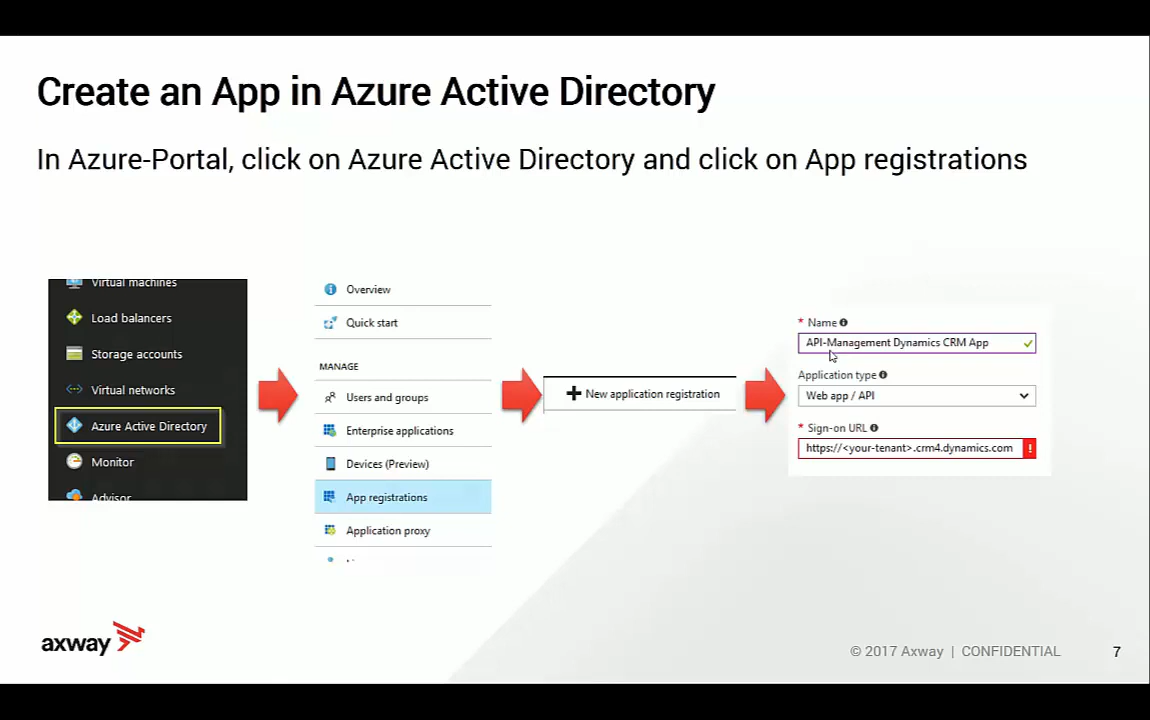 Create an App in Azure Active Directory
In Azure-Portal, click on Azure Active Directory and click on App registrations
Virtual machines
Load balancers
Storage accounts
Virtual networks
Azure Active Directory
Monitor
Advisor
Overview
Quick start
MANAGE
Users and groups
Enterprise applications
Devices (Preview)
App registrations
Application proxy
New application registration
* Name
API-Management Dynamics CRM App
Application type
Web app / API
* Sign-on URL
https://<your-tenant>.crm4.dynamics.com
axway
© 2017 Axway | CONFIDENTIAL
7